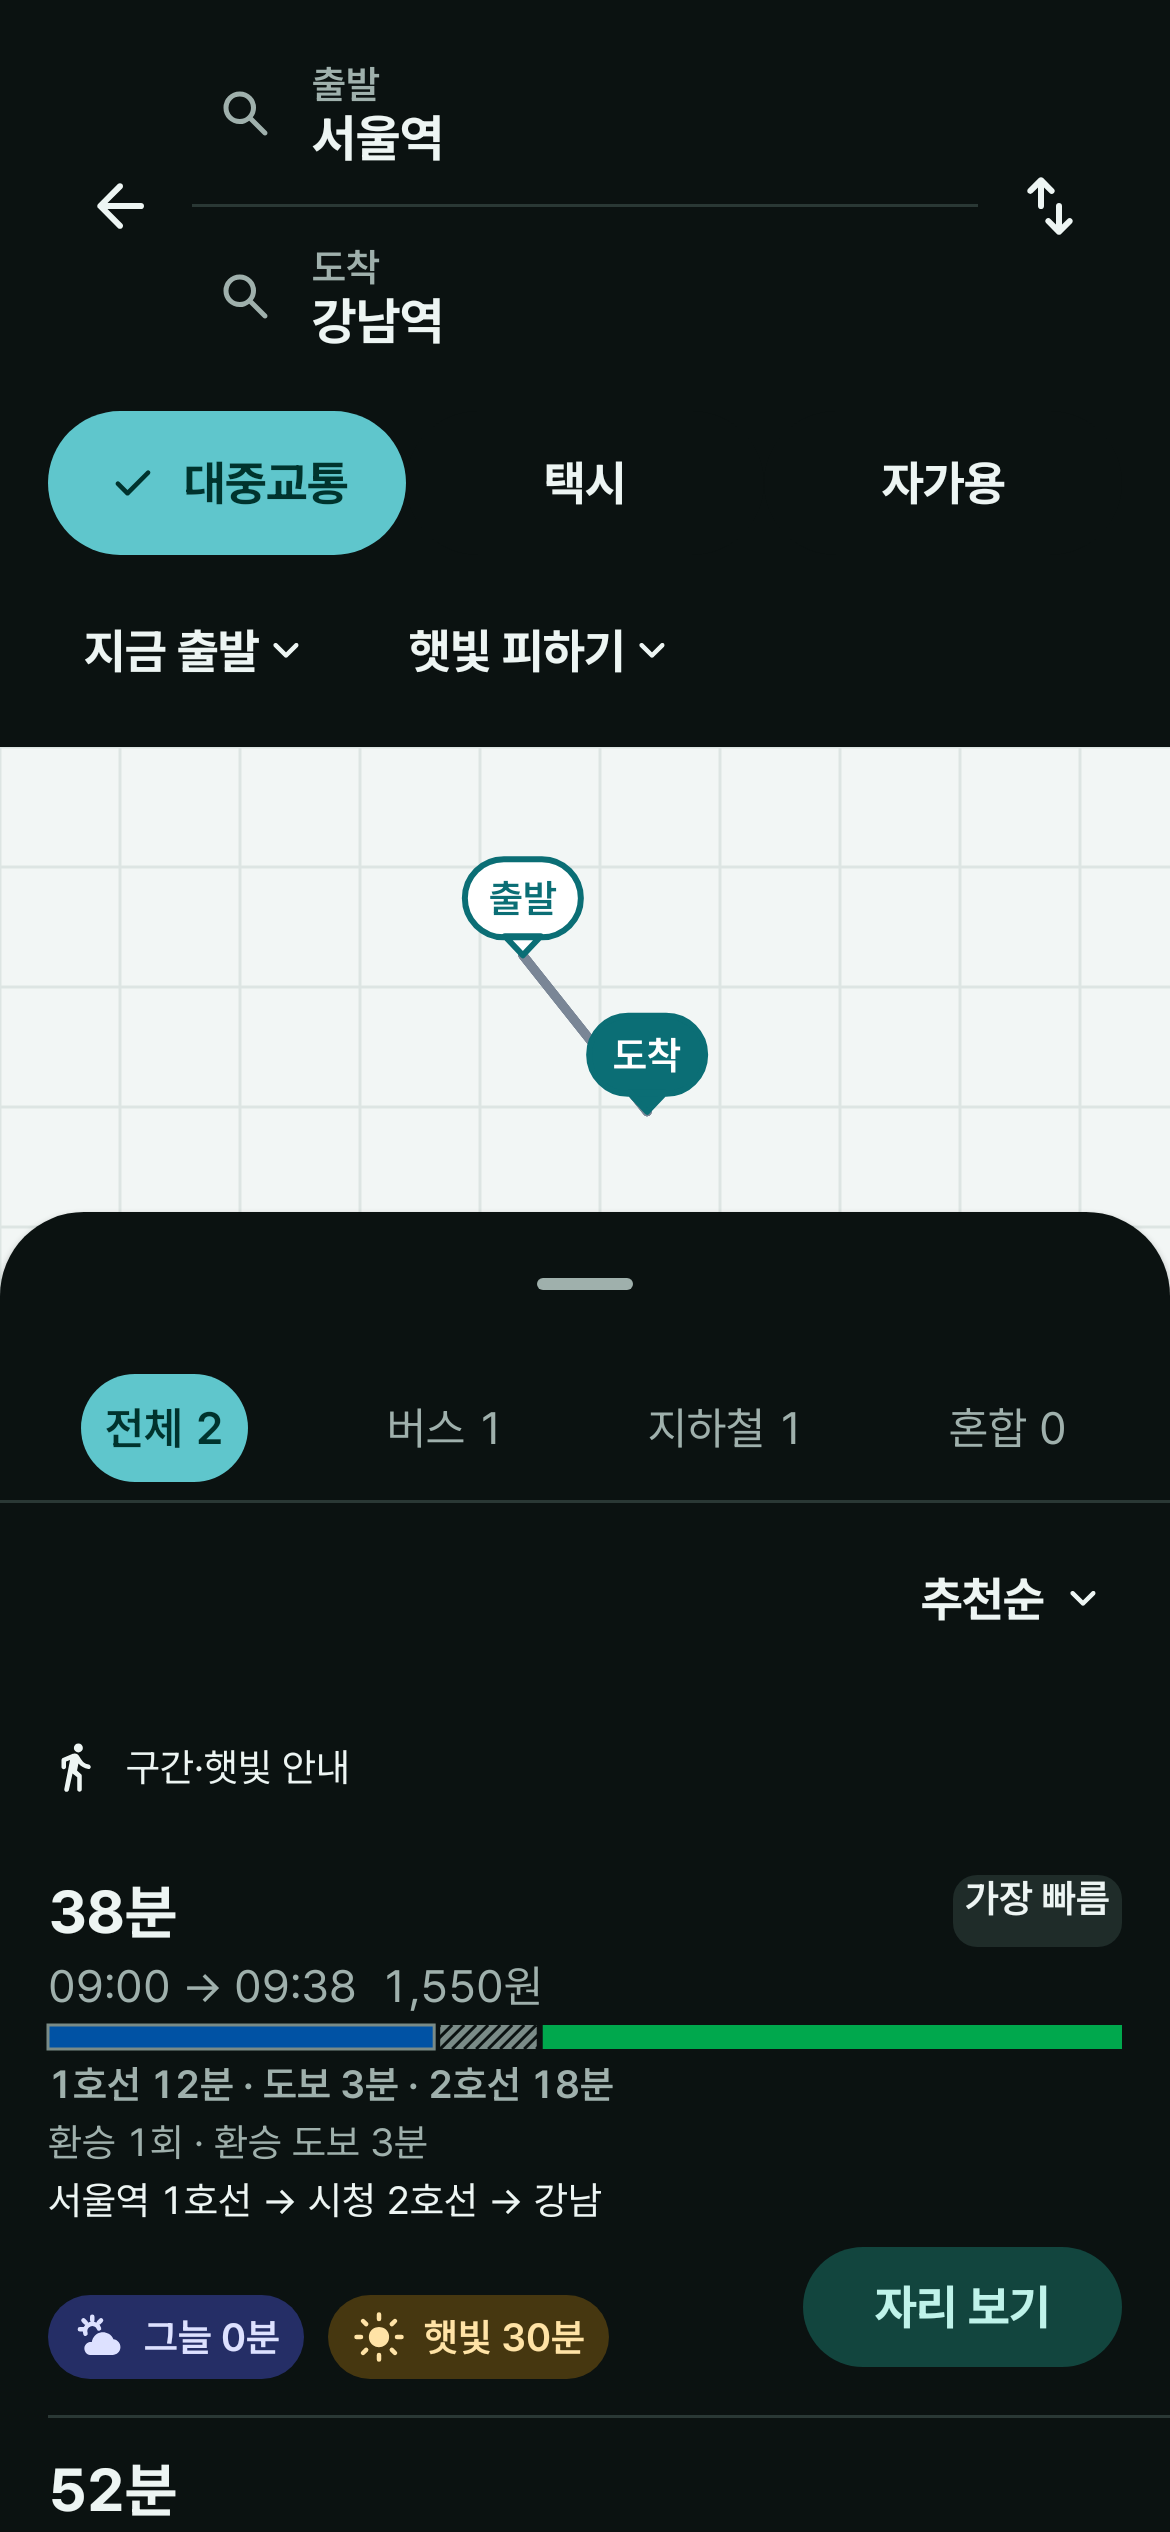 출발
서울역
도착
강남역
대중교통
택시
자가용
지금 출발
햇빛 피하기
출발
도착
전체 2
버스 1
지하철 1
혼합 0
추천순
구간·햇빛 안내
38분
가장 빠름
09:00 → 09:38 1,550원
1호선 12분 · 도보 3분 · 2호선 18분
환승 1회 · 환승 도보 3분
서울역 1호선 → 시청 2호선 → 강남
자리 보기
그늘 0분
햇빛 30분
52분